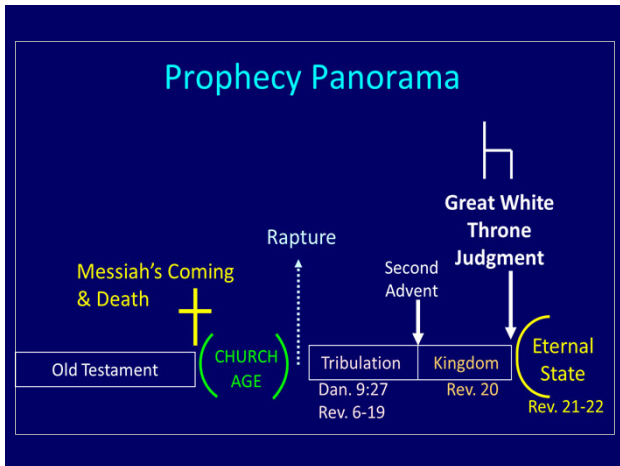 Prophecy Panorama
Great White
Throne
Judgment
Rapture
Second
Advent
Messiah's Coming
& Death
Old Testament
CHURCH
AGE
Tribulation
Kingdom
Eternal
State
Dan. 9:27
Rev. 6-19
Rev. 20
Rev. 21-22